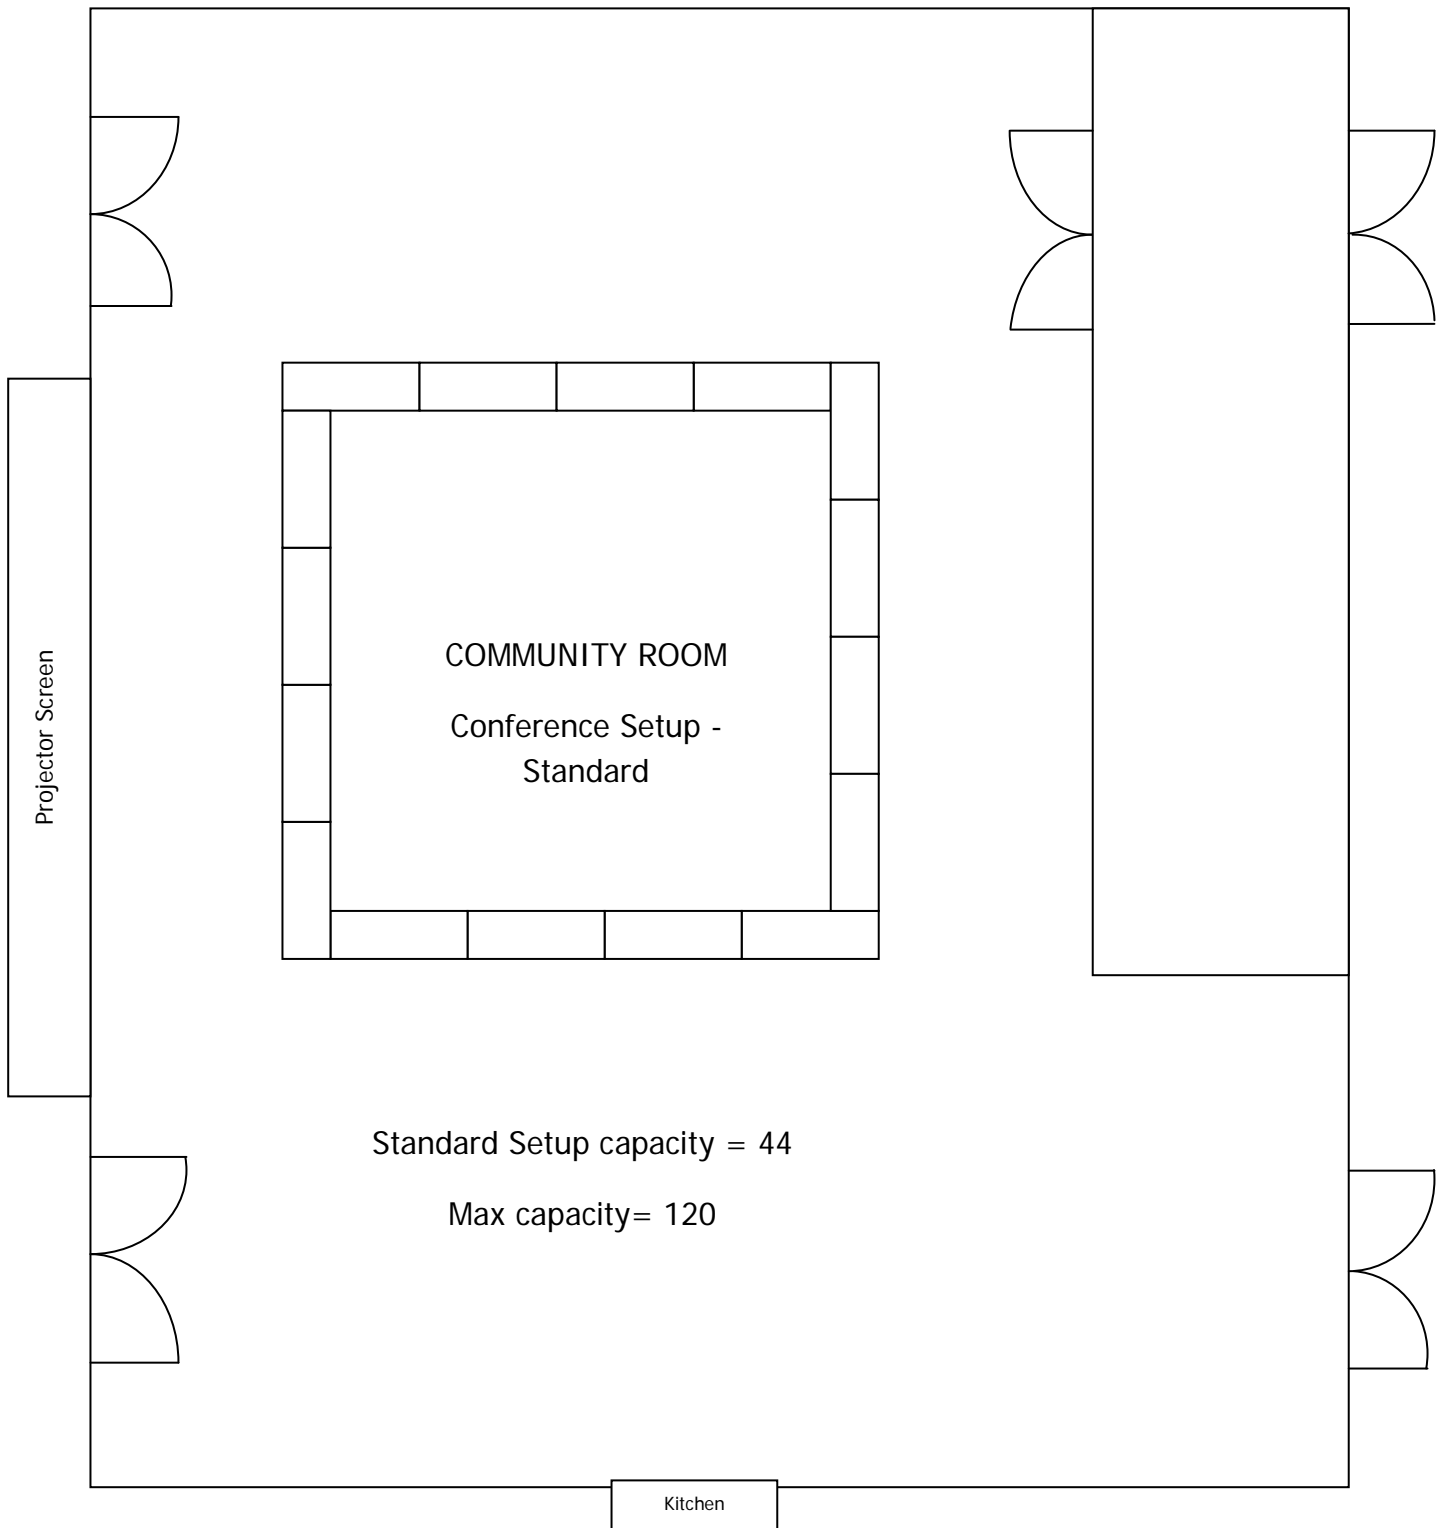 Projector Screen
COMMUNITY ROOM
Conference Setup -
Standard
Standard Setup capacity = 44
Max capacity= 120
Kitchen